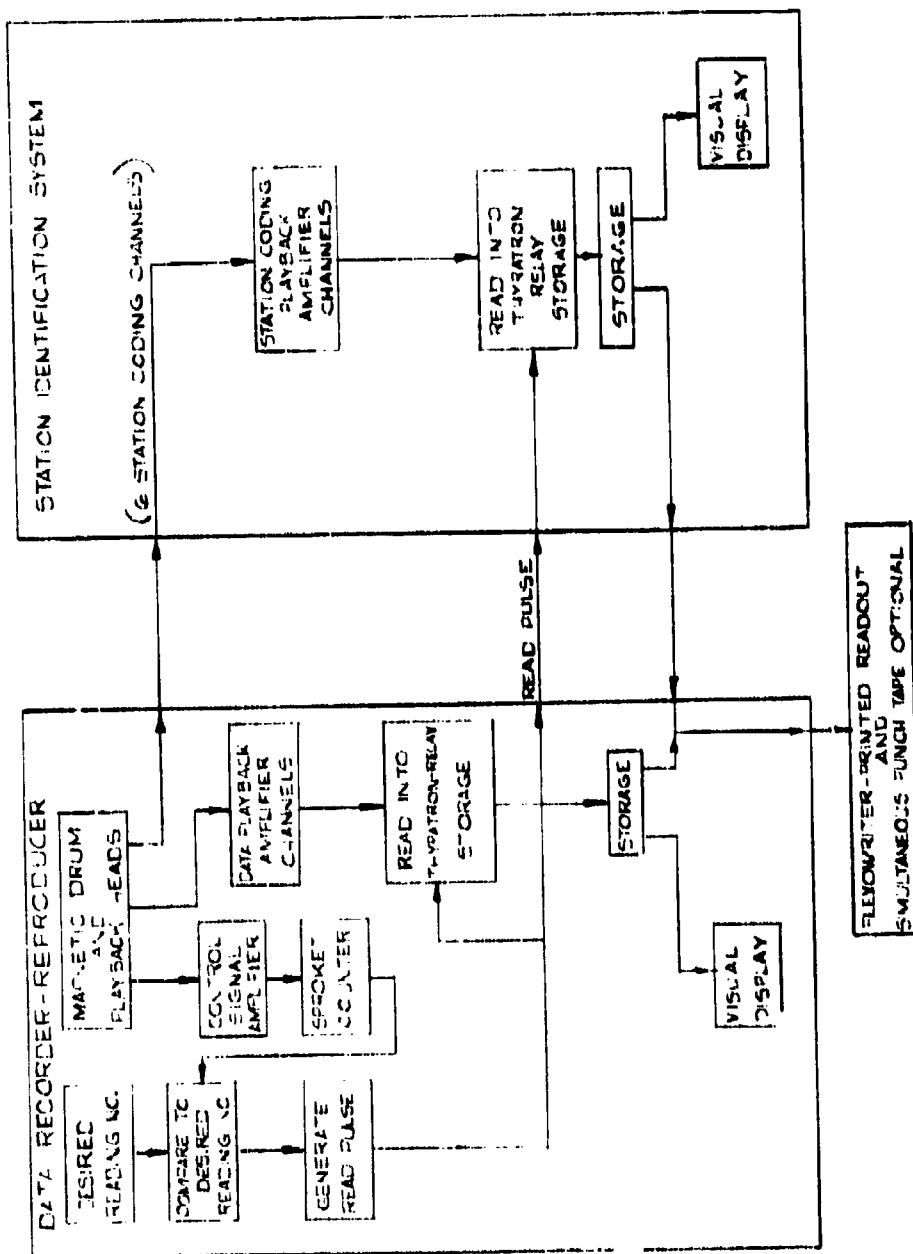 DATA RECORDER-REPRODUCER
DESIRED
READING NO.
COMPARE TO
DESIRED
READING NO
GENERATE
READ PULSE
MAGNETIC DRUM
AND
PLAYBACK HEADS
CONTROL
SIGNAL
AMPLIFIER
SPROKET
COUNTER
DATA PLAYBACK
AMPLIFIER
CHANNELS
READ INTO
THYRATRON-RELAY
STORAGE
STORAGE
VISUAL
DISPLAY
READ PULSE
STATION IDENTIFICATION SYSTEM
(6 STATION CODING CHANNELS)
STATION CODING
PLAYBACK
AMPLIFIER
CHANNELS
READ INTO
THYRATRON
RELAY
STORAGE
STORAGE
VISUAL
DISPLAY
FLEXOWRITER-PRINTED READOUT
AND
SIMULTANEOUS PUNCH TAPE OPTIONAL